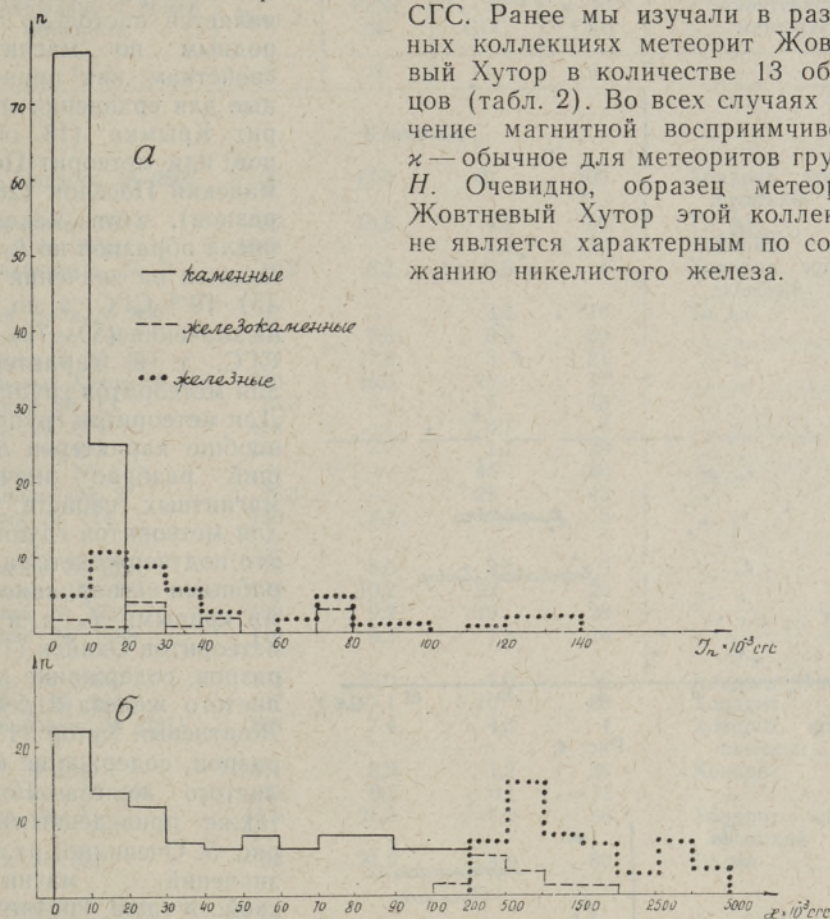 СГС. Ранее мы изучали в раз
ных коллекциях метеорит Жовт
вый Хутор в количестве 13 об
цов (табл. 2). Во всех случаях
чение магнитной восприимчив
ϰ — обычное для метеоритов гру
Н. Очевидно, образец метеор
Жовтневый Хутор этой коллек
не является характерным по со
жанию никелистого железа.
n
70
60
50
40
30
20
10
0
а
каменные
железокаменные
железные
0 10 20 30 40 50 60 80 100 120 140 Jn·10⁻³ сгс
n
20
10
0
б
0 10 20 30 40 50 60 70 80 90 100 200 500 1500 2500 5000 ϰ·10⁻³ сгс